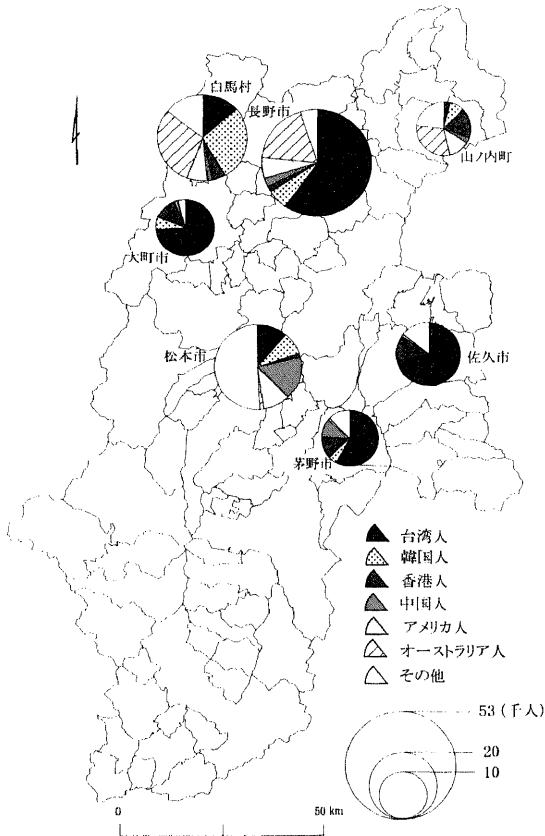 白馬村
長野市
山ノ内町
大町市
松本市
佐久市
茅野市
台湾人
韓国人
香港人
中国人
アメリカ人
オーストラリア人
その他
53 (千人)
20
10
0 50 km